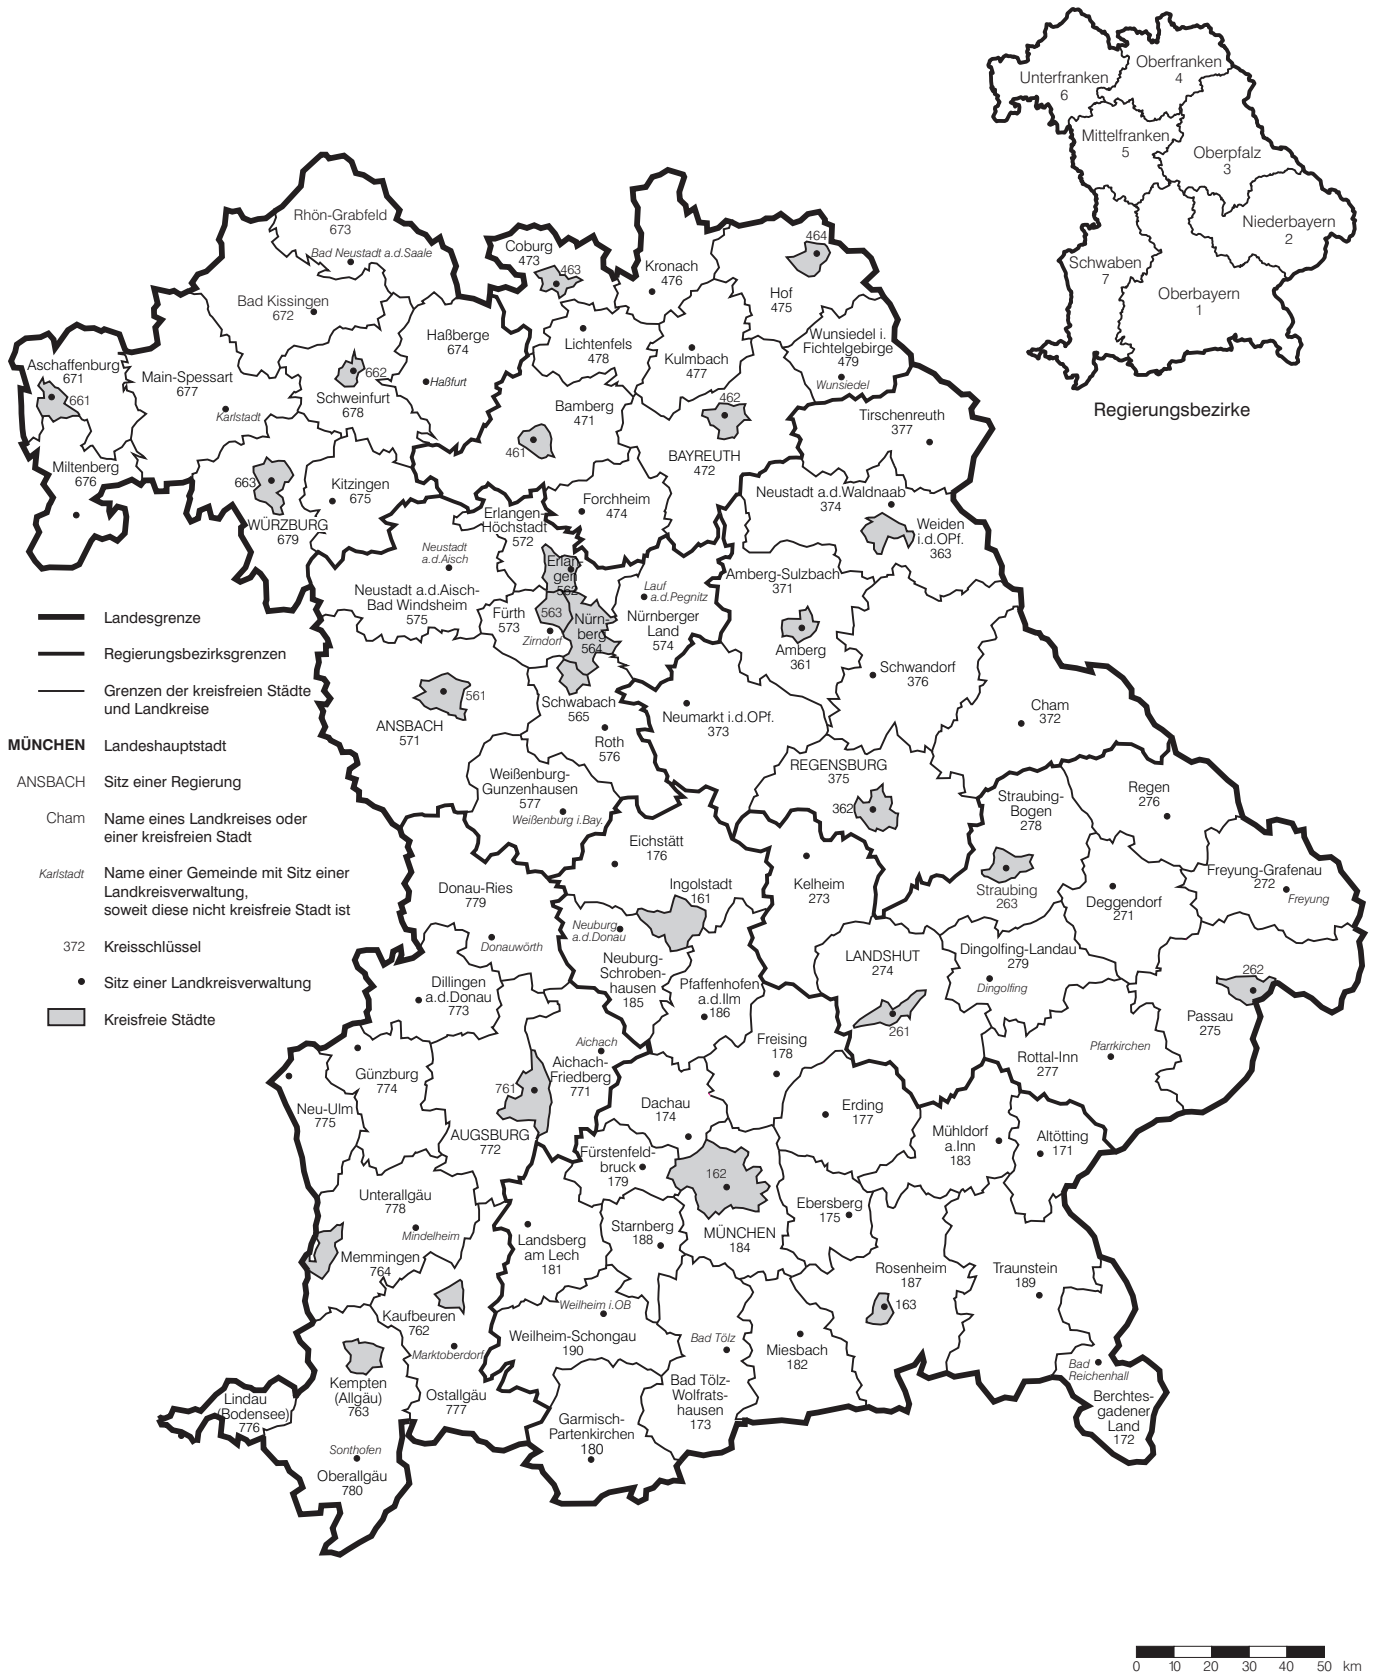 Unterfranken
6
Oberfranken
4
Mittelfranken
5
Oberpfalz
3
Niederbayern
2
Schwaben
7
Oberbayern
1
Regierungsbezirke
Rhön-Grabfeld
673
Bad Neustadt a.d.Saale
Bad Kissingen
672
Coburg
473
463
Kronach
476
464
Hof
475
Haßberge
674
Haßfurt
Lichtenfels
478
Kulmbach
477
Wunsiedel i.
Fichtelgebirge
479
Wunsiedel
Aschaffenburg
671
661
Main-Spessart
677
Karlstadt
662
Schweinfurt
678
Bamberg
471
461
462
BAYREUTH
472
Tirschenreuth
377
Miltenberg
676
663
WÜRZBURG
679
Kitzingen
675
Forchheim
474
Neustadt a.d.Waldnaab
374
Weiden
i.d.OPf.
363
Erlangen-
Höchstadt
572
Neustadt
a.d.Aisch
Neustadt a.d.Aisch-
Bad Windsheim
575
Erlan-
gen
562
Fürth
573
563
Zirndorf
Nürn-
berg
564
Lauf
a.d.Pegnitz
Nürnberger
Land
574
Amberg-Sulzbach
371
Amberg
361
Schwandorf
376
Cham
372
561
ANSBACH
571
Schwabach
565
Roth
576
Neumarkt i.d.OPf.
373
Weißenburg-
Gunzenhausen
577
Weißenburg i.Bay.
REGENSBURG
375
362
Straubing-
Bogen
278
Straubing
263
Regen
276
Freyung-Grafenau
272
Freyung
Deggendorf
271
Eichstätt
176
Ingolstadt
161
Kelheim
273
Donau-Ries
779
Donauwörth
Neuburg
a.d.Donau
Neuburg-
Schroben-
hausen
185
Pfaffenhofen
a.d.Ilm
186
LANDSHUT
274
261
Dingolfing-Landau
279
Dingolfing
262
Passau
275
Rottal-Inn
277
Pfarrkirchen
Dillingen
a.d.Donau
773
Aichach
Aichach-
Friedberg
771
Freising
178
Günzburg
774
Neu-Ulm
775
761
AUGSBURG
772
Dachau
174
Erding
177
Mühldorf
a.Inn
183
Altötting
171
Fürstenfeld-
bruck
179
162
MÜNCHEN
184
Ebersberg
175
Unterallgäu
778
Mindelheim
Memmingen
764
Landsberg
am Lech
181
Starnberg
188
Rosenheim
187
163
Traunstein
189
Kaufbeuren
762
Marktoberdorf
Weilheim i.OB
Weilheim-Schongau
190
Bad Tölz
Bad Tölz-
Wolfrats-
hausen
173
Miesbach
182
Bad
Reichenhall
Berchtes-
gadener
Land
172
Kempten
(Allgäu)
763
Lindau
(Bodensee)
776
Ostallgäu
777
Garmisch-
Partenkirchen
180
Sonthofen
Oberallgäu
780
Landesgrenze
Regierungsbezirksgrenzen
Grenzen der kreisfreien Städte
und Landkreise
MÜNCHEN Landeshauptstadt
ANSBACH Sitz einer Regierung
Cham Name eines Landkreises oder
einer kreisfreien Stadt
Karlstadt Name einer Gemeinde mit Sitz einer
Landkreisverwaltung,
soweit diese nicht kreisfreie Stadt ist
372 Kreisschlüssel
Sitz einer Landkreisverwaltung
Kreisfreie Städte
0 10 20 30 40 50 km